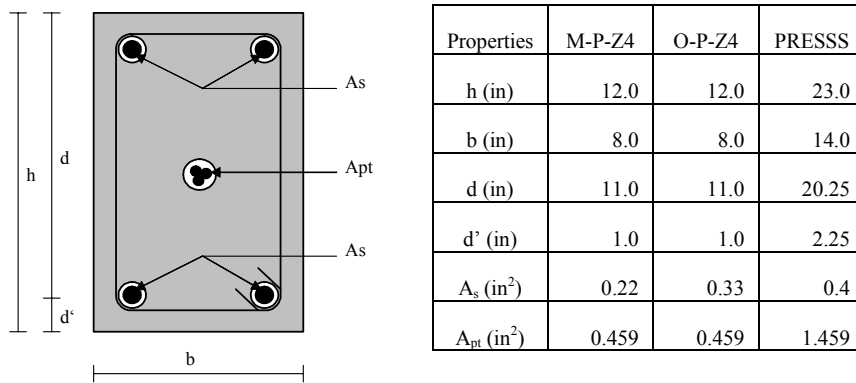 As
Apt
As
h
d
d‘
b
Properties M-P-Z4 O-P-Z4 PRESSS
h (in) 12.0 12.0 23.0
b (in) 8.0 8.0 14.0
d (in) 11.0 11.0 20.25
d’ (in) 1.0 1.0 2.25
As (in2) 0.22 0.33 0.4
Apt (in2) 0.459 0.459 1.459